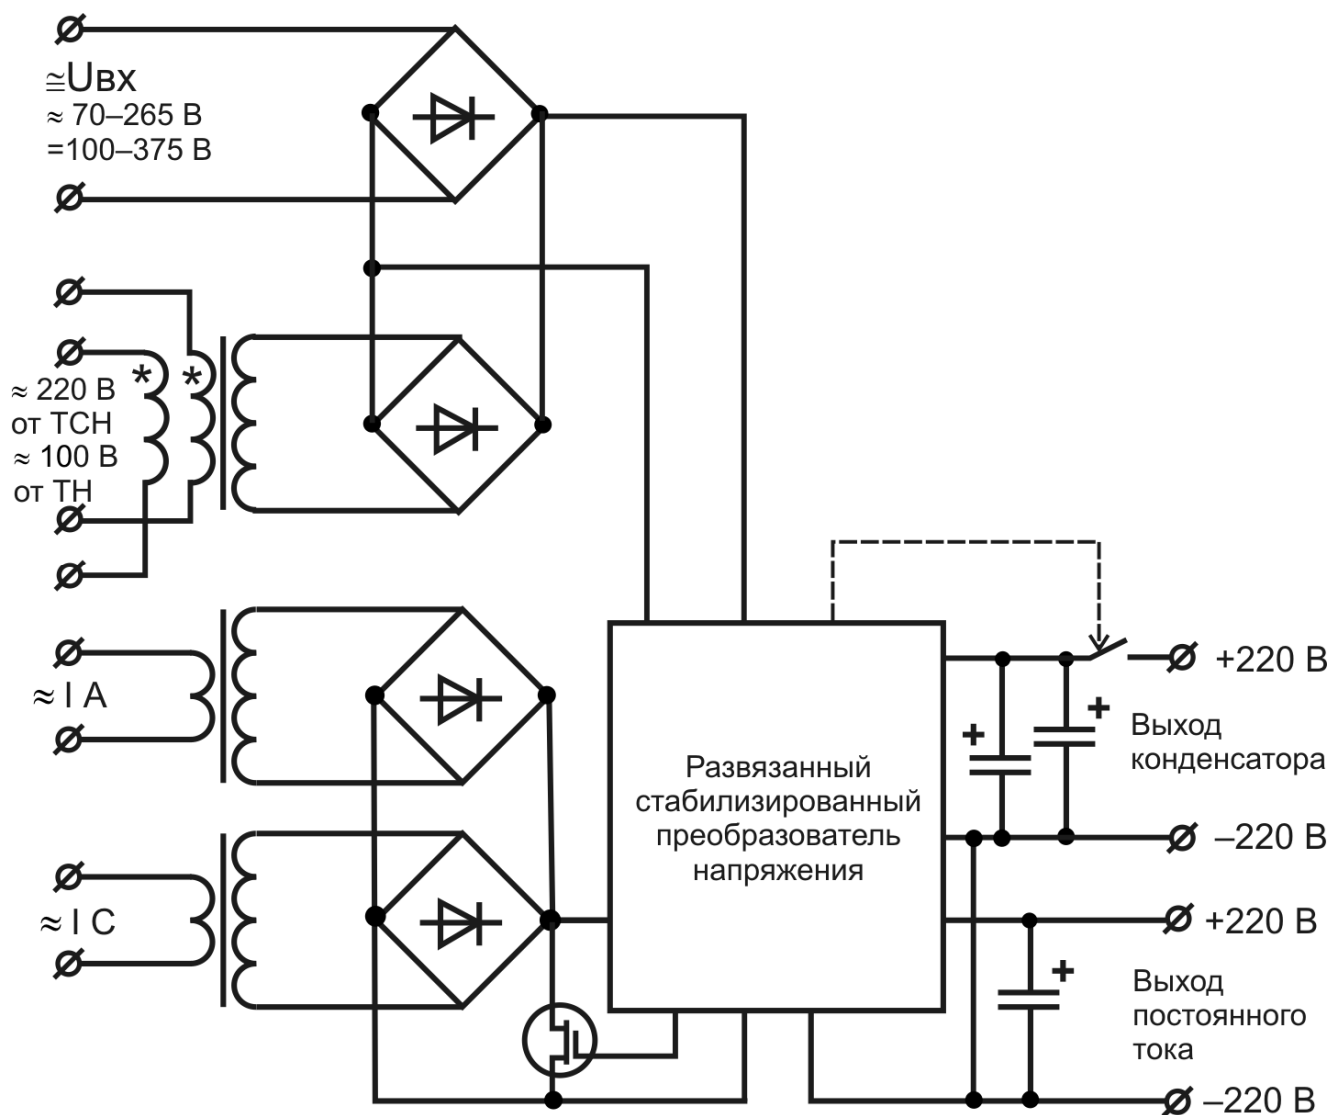 ≅Uвх
≈ 70–265 В
=100–375 В
* *
≈ 220 В
от ТСН
≈ 100 В
от ТН
≈ I A
≈ I C
Развязанный
стабилизированный
преобразователь
напряжения
+220 В
+
+
Выход
конденсатора
–220 В
+220 В
+
Выход
постоянного
тока
–220 В